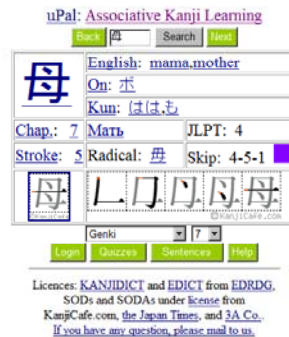 uPal: Associative Kanji Learning
Back 母 Search Next
母
English: mama,mother
On: ボ
Kun: はは,も
Chap,: 7 Мать JLPT: 4
Stroke: 5 Radical: 毋 Skip: 4-5-1
母 母
©KanjiCafe.com
Genki 7
Login Quizzes Sentences Help
Licences: KANJIDICT and EDICT from EDRDG,
SODs and SODAs under license from
KanjiCafe.com, the Japan Times, and 3A Co..
If you have any question, please mail to us.